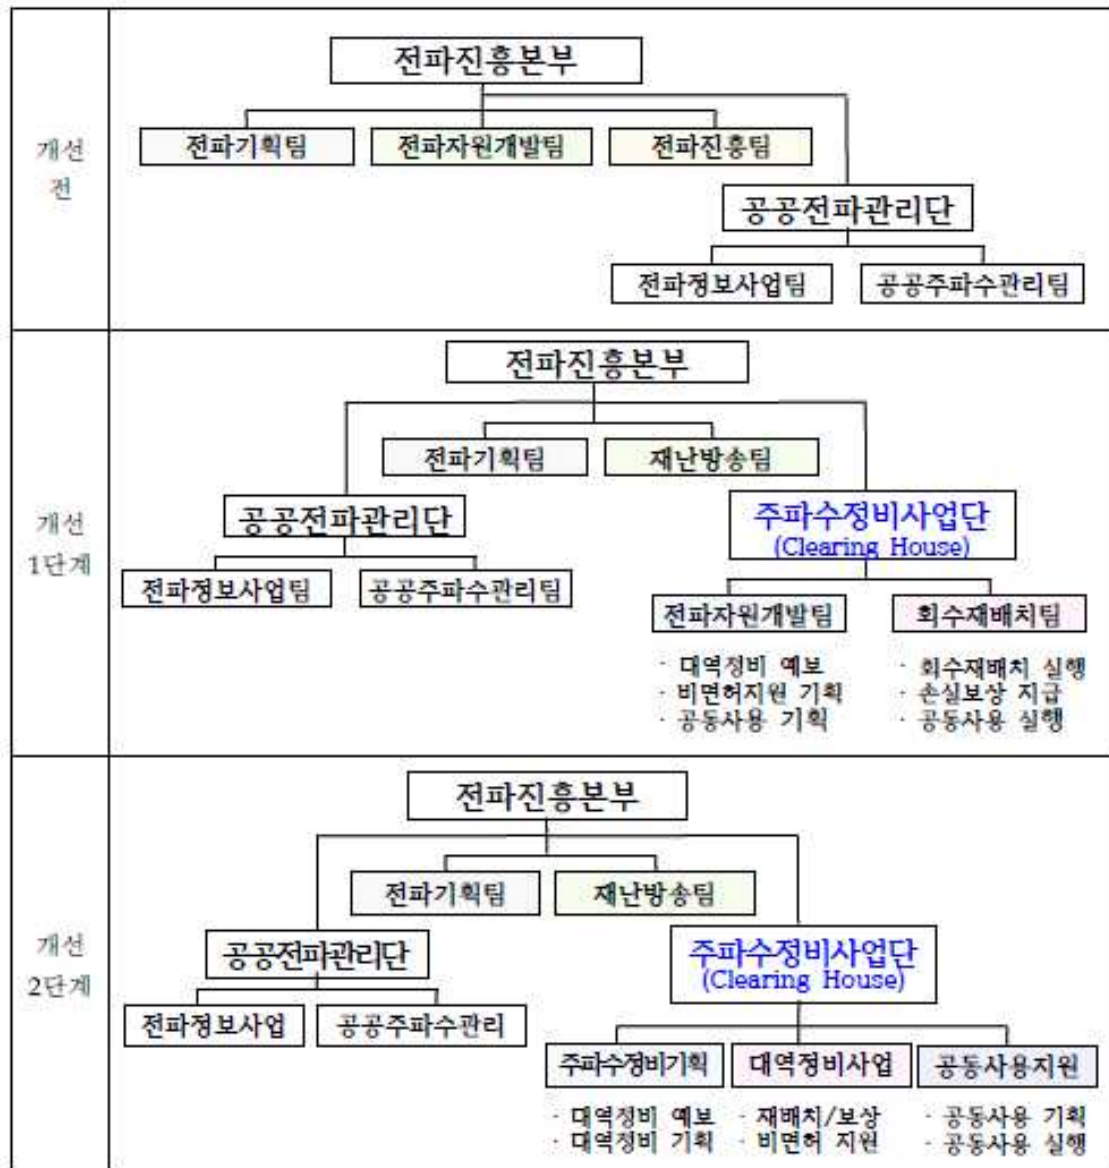 개선
전
전파진흥본부
전파기획팀
전파자원개발팀
전파진흥팀
공공전파관리단
전파정보사업팀
공공주파수관리팀
개선
1단계
전파진흥본부
전파기획팀
재난방송팀
공공전파관리단
전파정보사업팀
공공주파수관리팀
주파수정비사업단
(Clearing House)
전파자원개발팀
· 대역정비 예보
· 비면허지원 기획
· 공동사용 기획
회수재배치팀
· 회수재배치 실행
· 손실보상 지급
· 공동사용 실행
개선
2단계
전파진흥본부
전파기획팀
재난방송팀
공공전파관리단
전파정보사업
공공주파수관리
주파수정비사업단
(Clearing House)
주파수정비기획
· 대역정비 예보
· 대역정비 기획
대역정비사업
· 재배치/보상
· 비면허 지원
공동사용지원
· 공동사용 기획
· 공동사용 실행